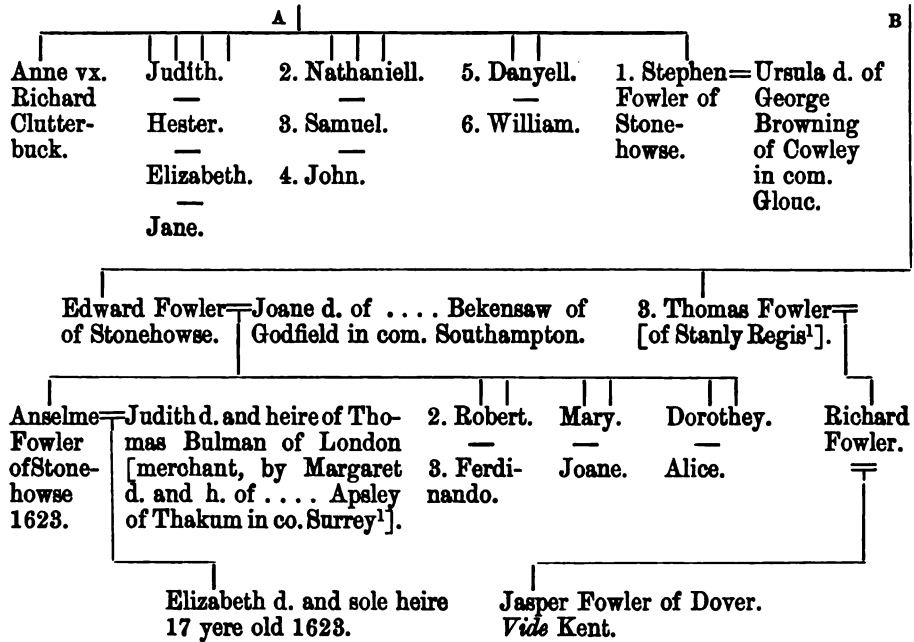 A
B
Anne vx.
Richard
Clutter-
buck.
Judith.
Hester.
Elizabeth.
Jane.
2. Nathaniell.
3. Samuel.
4. John.
5. Danyell.
6. William.
1. Stephen=Ursula d. of
Fowler of
Stone-
howse.
George
Browning
of Cowley
in com.
Glouc.
Edward Fowler=Joane d. of .... Bekensaw of
of Stonehowse.
Godfield in com. Southampton.
3. Thomas Fowler=
[of Stanly Regis¹].
Anselme=Judith d. and heire of Tho-
Fowler
of Stone-
howse
1623.
mas Bulman of London
[merchant, by Margaret
d. and h. of .... Apsley
of Thakum in co. Surrey¹].
2. Robert.
3. Ferdi-
nando.
Mary.
Joane.
Dorothey.
Alice.
Richard
Fowler.
=
Elizabeth d. and sole heire
17 yere old 1623.
Jasper Fowler of Dover.
Vide Kent.